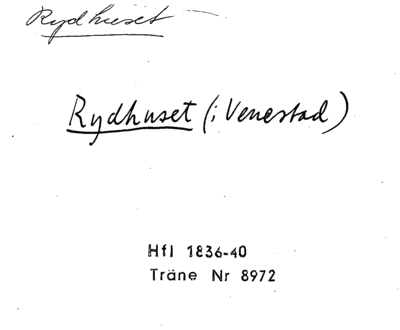 Rydhuset
Rydhuset (i Venestad)
Hfl 1836-40
Träne Nr 8972